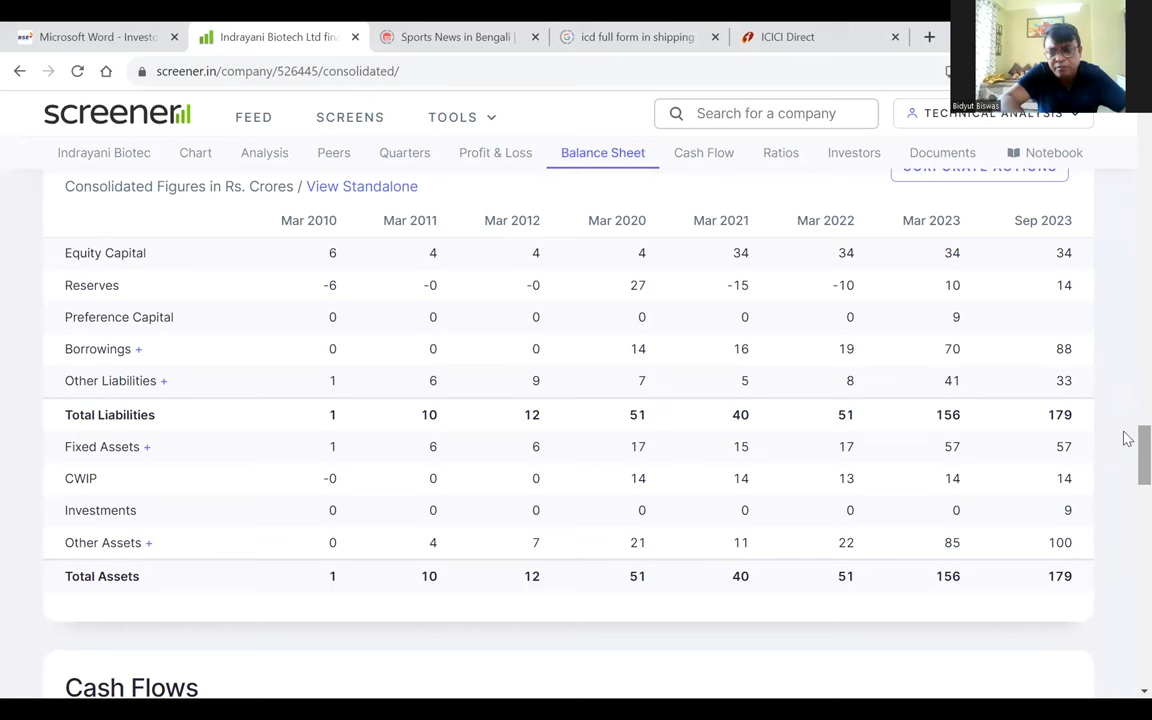 Microsoft Word - Investo
Indrayani Biotech Ltd fina
Sports News in Bengali |
icd full form in shipping -
ICICI Direct
screener.in/company/526445/consolidated/
Bidyut Biswas
screener
FEED SCREENS TOOLS
Search for a company
TECHNICAL ANALYSIS
Indrayani Biotec Chart Analysis Peers Quarters Profit & Loss Balance Sheet Cash Flow Ratios Investors Documents Notebook
CORPORATE ACTIONS
Consolidated Figures in Rs. Crores / View Standalone
Mar 2010 Mar 2011 Mar 2012 Mar 2020 Mar 2021 Mar 2022 Mar 2023 Sep 2023
Equity Capital 6 4 4 4 34 34 34 34
Reserves -6 -0 -0 27 -15 -10 10 14
Preference Capital 0 0 0 0 0 0 9
Borrowings + 0 0 0 14 16 19 70 88
Other Liabilities + 1 6 9 7 5 8 41 33
Total Liabilities 1 10 12 51 40 51 156 179
Fixed Assets + 1 6 6 17 15 17 57 57
CWIP -0 0 0 14 14 13 14 14
Investments 0 0 0 0 0 0 0 9
Other Assets + 0 4 7 21 11 22 85 100
Total Assets 1 10 12 51 40 51 156 179
Cash Flows